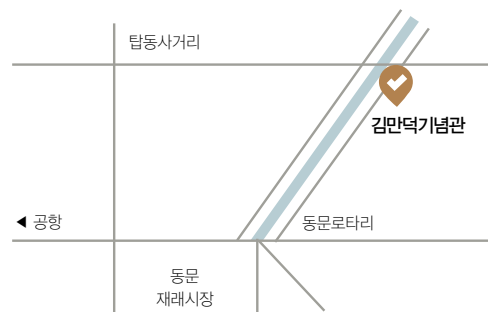 탑동사거리
김만덕기념관
공항
동문로타리
동문
재래시장